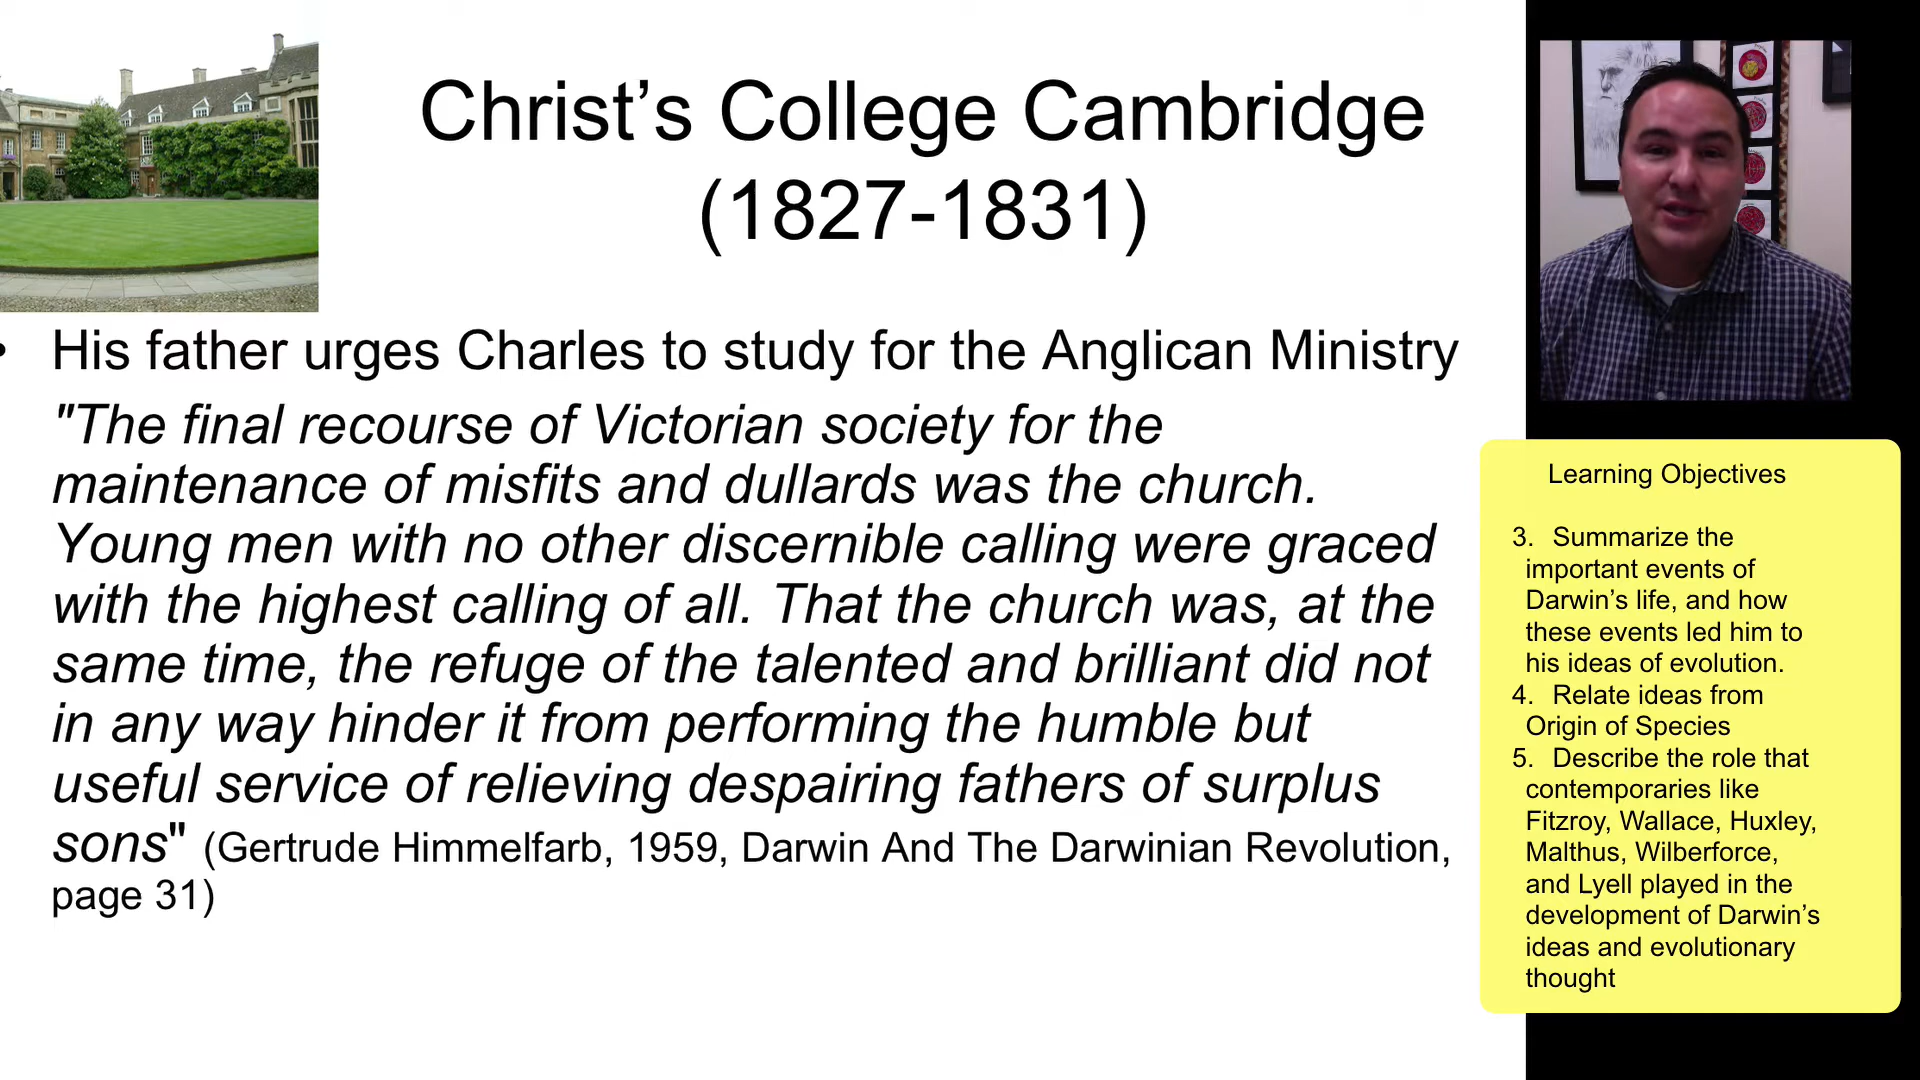 Christ’s College Cambridge
(1827-1831)
• His father urges Charles to study for the Anglican Ministry
"The final recourse of Victorian society for the
maintenance of misfits and dullards was the church.
Young men with no other discernible calling were graced
with the highest calling of all. That the church was, at the
same time, the refuge of the talented and brilliant did not
in any way hinder it from performing the humble but
useful service of relieving despairing fathers of surplus
sons" (Gertrude Himmelfarb, 1959, Darwin And The Darwinian Revolution,
page 31)
Learning Objectives
3. Summarize the
important events of
Darwin’s life, and how
these events led him to
his ideas of evolution.
4. Relate ideas from
Origin of Species
5. Describe the role that
contemporaries like
Fitzroy, Wallace, Huxley,
Malthus, Wilberforce,
and Lyell played in the
development of Darwin’s
ideas and evolutionary
thought